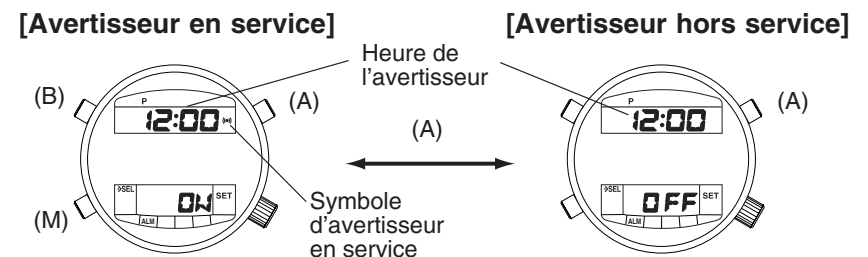 [Avertisseur en service]
[Avertisseur hors service]
Heure de
l'avertisseur
(B)
(A)
P
12:00
SEL
ON
SET
ALM
(M)
Symbole
d'avertisseur
en service
(A)
P
12:00
(A)
SEL
OFF
SET
ALM